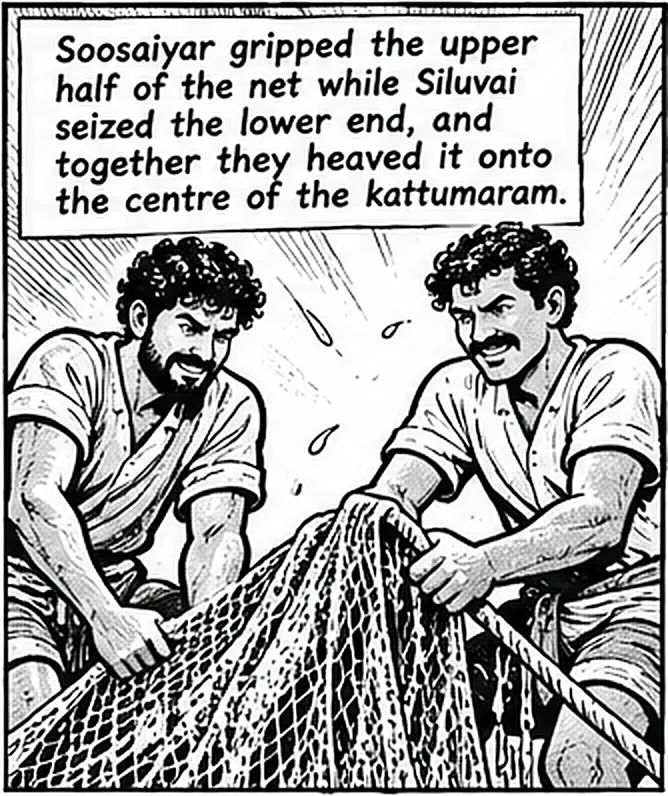 Soosaiyar gripped the upper
half of the net while Siluvai
seized the lower end, and
together they heaved it onto
the centre of the kattumaram.